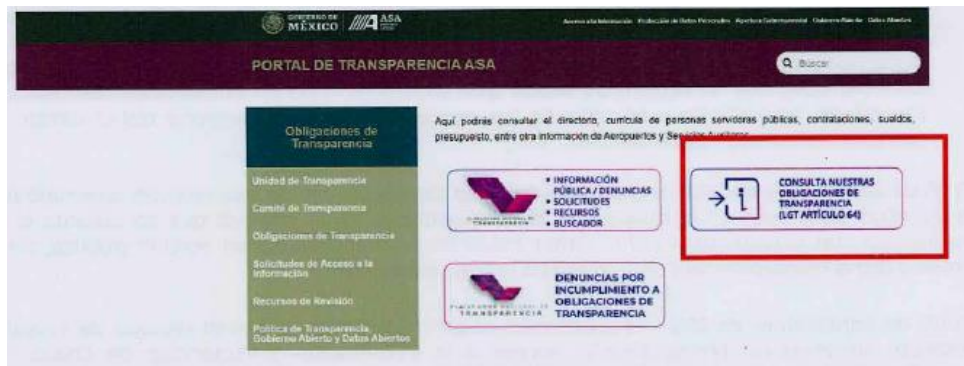 GOBIERNO DE
MÉXICO
ASA
Acceso a la Información Protección de Datos Personales Apertura Gubernamental Gobierno Abierto Datos Abiertos
PORTAL DE TRANSPARENCIA ASA
Buscar
Obligaciones de
Transparencia
Unidad de Transparencia
Comité de Transparencia
Obligaciones de Transparencia
Solicitudes de Acceso a la
Información
Recursos de Revisión
Política de Transparencia,
Gobierno Abierto y Datos Abiertos
Aquí podrás consultar el directorio, currícula de personas servidoras públicas, contrataciones, sueldos,
presupuesto, entre otra información de Aeropuertos y Servicios Auxiliares
PLATAFORMA NACIONAL DE
TRANSPARENCIA
• INFORMACIÓN
PÚBLICA / DENUNCIAS
• SOLICITUDES
• RECURSOS
• BUSCADOR
CONSULTA NUESTRAS
OBLIGACIONES DE
TRANSPARENCIA
(LGT ARTÍCULO 64)
PLATAFORMA NACIONAL DE
TRANSPARENCIA
DENUNCIAS POR
INCUMPLIMIENTO A
OBLIGACIONES DE
TRANSPARENCIA